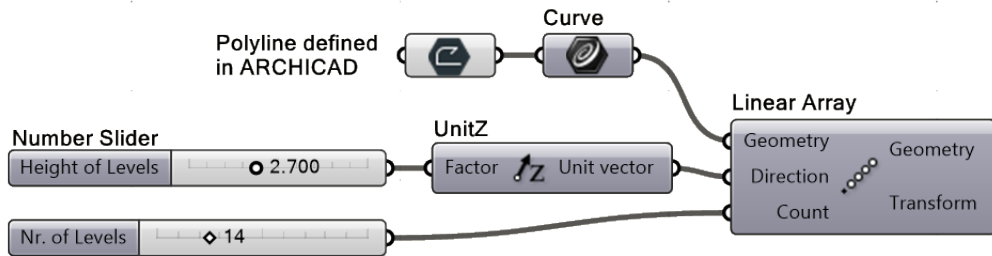 Curve
Polyline defined
in ARCHICAD
Linear Array
Number Slider
UnitZ
Height of Levels 2.700
Factor Z Unit vector
Geometry
Direction
Count
Geometry
Transform
Nr. of Levels 14